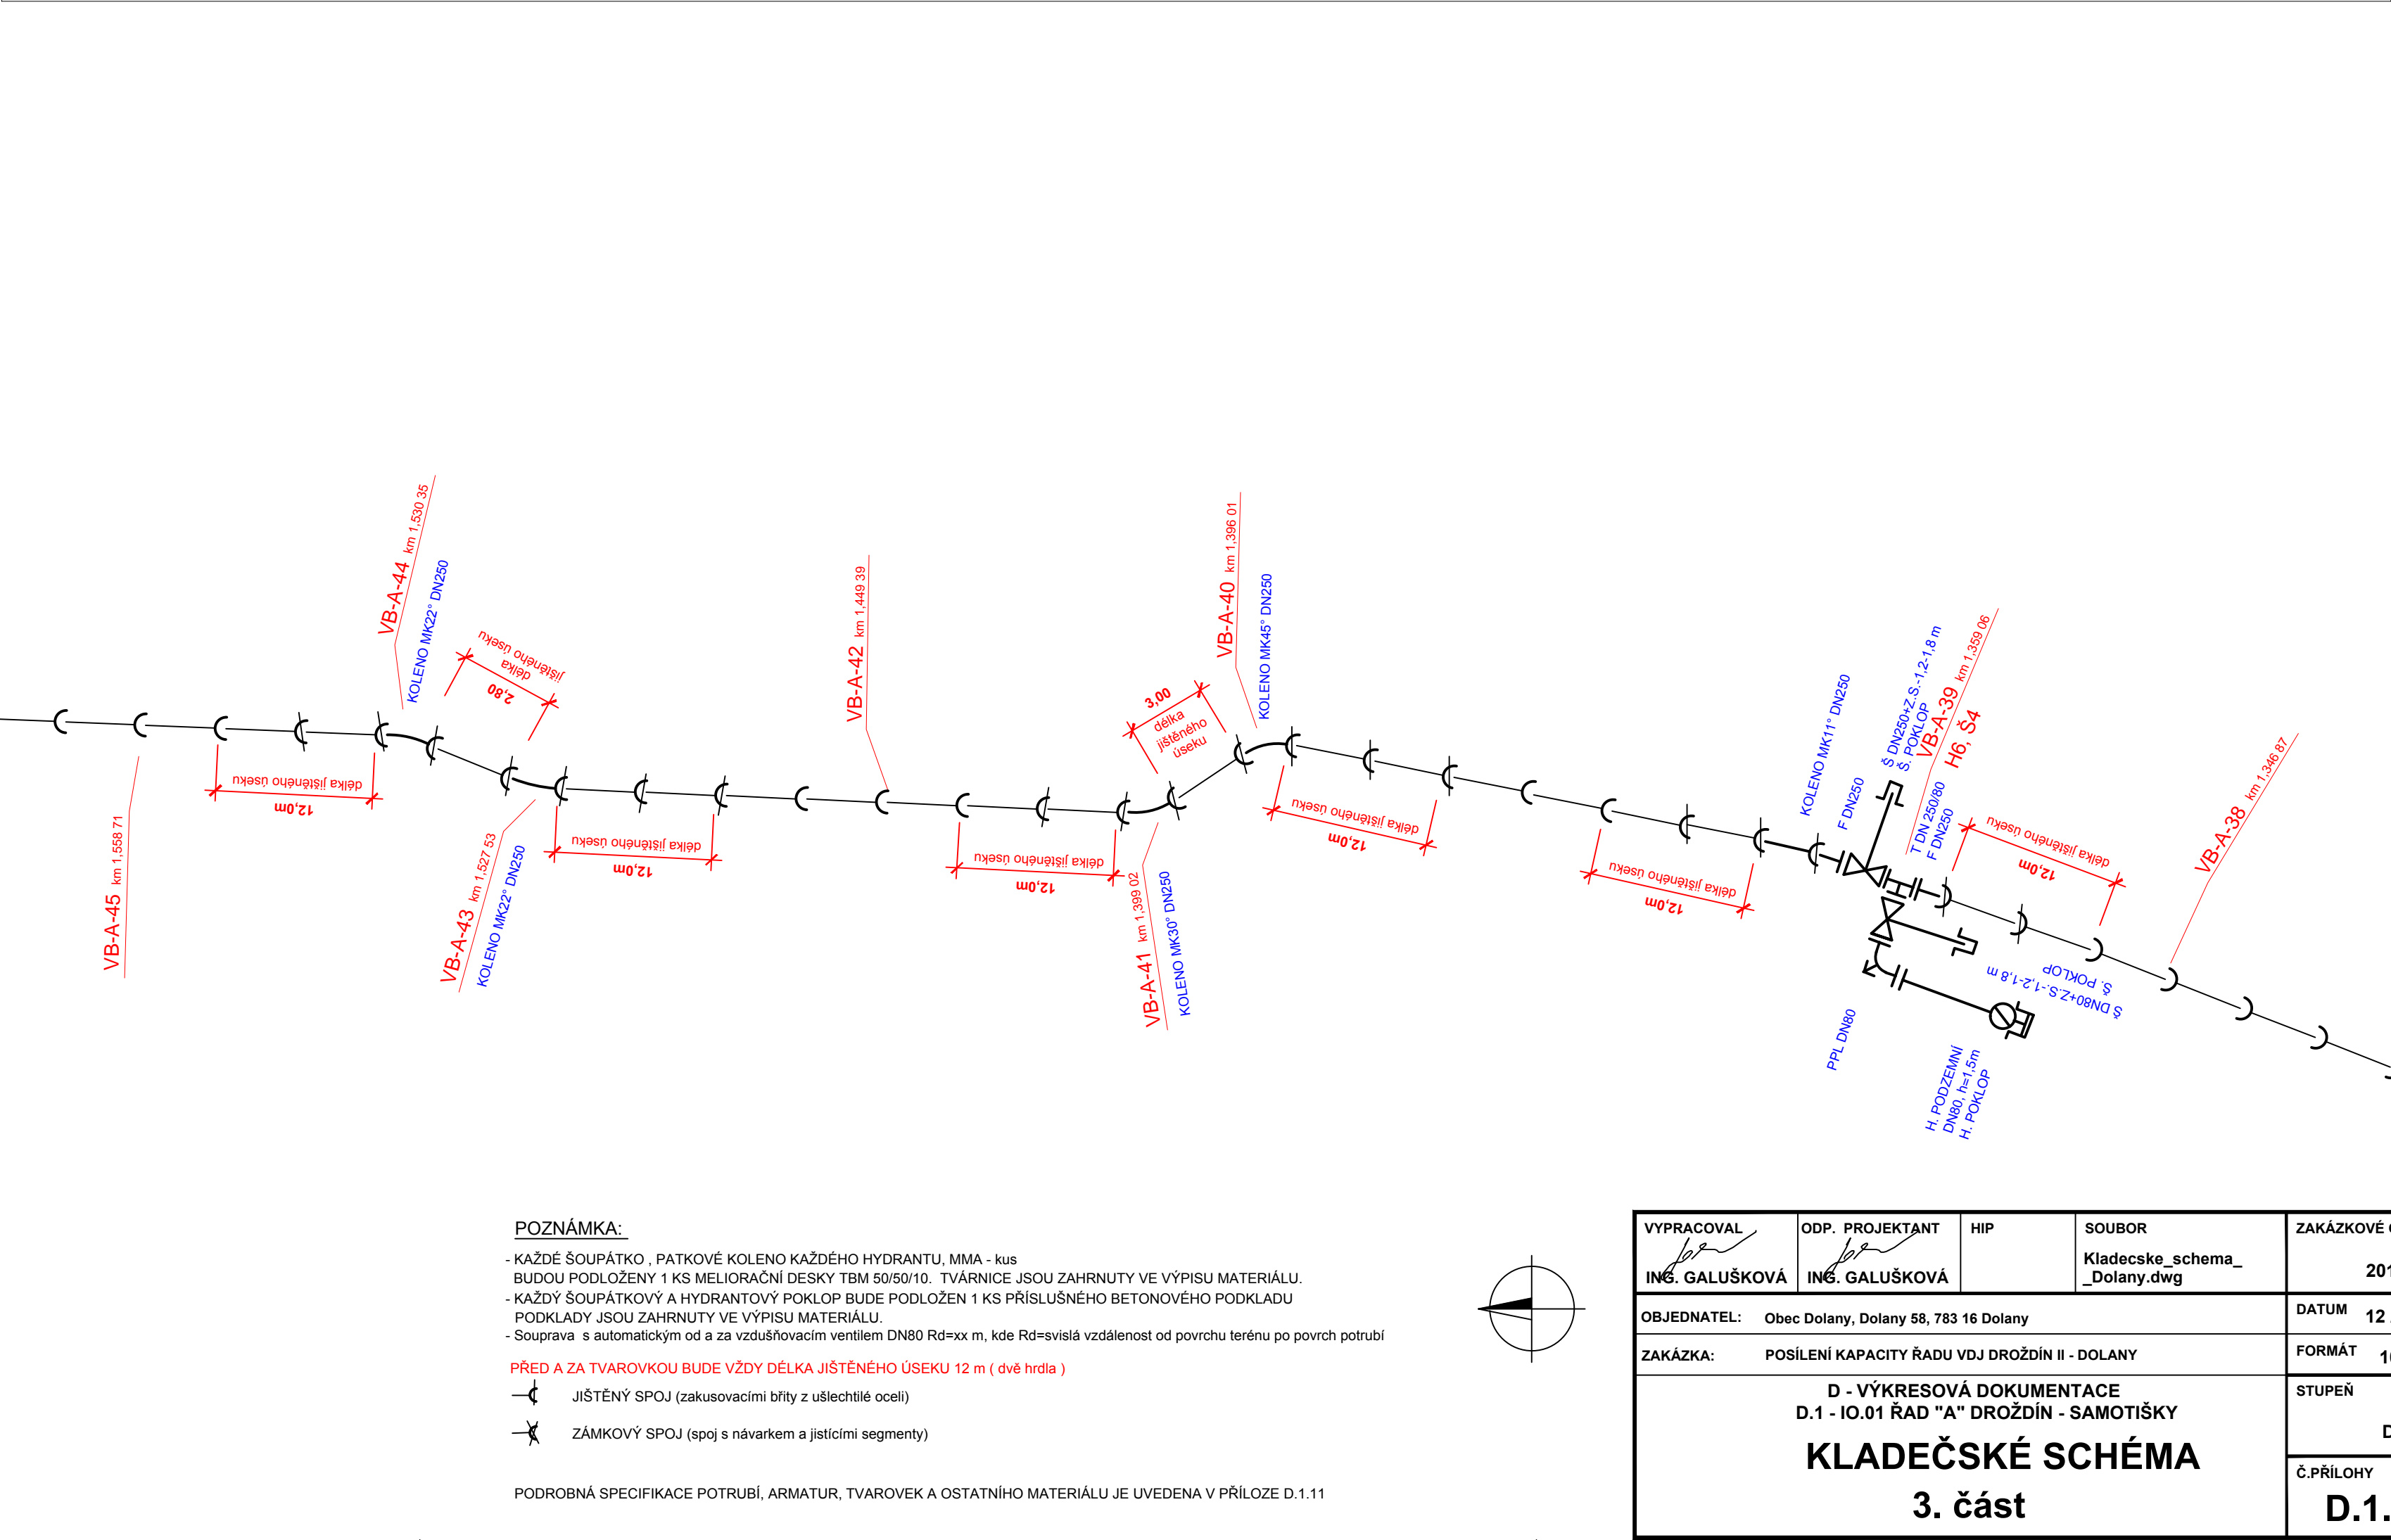 VB-A-45 km 1,558 71
délka jištěného úseku
12,0m
VB-A-44 km 1,530 35
KOLENO MK22° DN250
délka
jištěného úseku
2,80
VB-A-43 km 1,527 53
KOLENO MK22° DN250
délka jištěného úseku
12,0m
VB-A-42 km 1,449 39
délka jištěného úseku
12,0m
VB-A-41 km 1,399 02
KOLENO MK30° DN250
3,00
délka
jištěného
úseku
VB-A-40 km 1,396 01
KOLENO MK45° DN250
délka jištěného úseku
12,0m
délka jištěného úseku
12,0m
KOLENO MK11° DN250
F DN250
Š DN250+Z.S.-1,2-1,8 m
Š. POKLOP
VB-A-39 km 1.359 06
H6, Š4
T DN 250/80
F DN250
délka jištěného úseku
12,0m
VB-A-38 km 1,346 87
Š DN80+Z.S.-1,2-1,8 m
Š. POKLOP
PPL DN80
H. PODZEMNÍ
DN80, h=1,5m
H. POKLOP
POZNÁMKA:
- KAŽDÉ ŠOUPÁTKO , PATKOVÉ KOLENO KAŽDÉHO HYDRANTU, MMA - kus
BUDOU PODLOŽENY 1 KS MELIORAČNÍ DESKY TBM 50/50/10. TVÁRNICE JSOU ZAHRNUTY VE VÝPISU MATERIÁLU.
- KAŽDÝ ŠOUPÁTKOVÝ A HYDRANTOVÝ POKLOP BUDE PODLOŽEN 1 KS PŘÍSLUŠNÉHO BETONOVÉHO PODKLADU
PODKLADY JSOU ZAHRNUTY VE VÝPISU MATERIÁLU.
- Souprava s automatickým od a za vzdušňovacím ventilem DN80 Rd=xx m, kde Rd=svislá vzdálenost od povrchu terénu po povrch potrubí
PŘED A ZA TVAROVKOU BUDE VŽDY DÉLKA JIŠTĚNÉHO ÚSEKU 12 m ( dvě hrdla )
JIŠTĚNÝ SPOJ (zakusovacími břity z ušlechtilé oceli)
ZÁMKOVÝ SPOJ (spoj s návarkem a jistícími segmenty)
PODROBNÁ SPECIFIKACE POTRUBÍ, ARMATUR, TVAROVEK A OSTATNÍHO MATERIÁLU JE UVEDENA V PŘÍLOZE D.1.11
VYPRACOVAL
ING. GALUŠKOVÁ
ODP. PROJEKTANT
ING. GALUŠKOVÁ
HIP
SOUBOR
Kladecske_schema_
_Dolany.dwg
ZAKÁZKOVÉ
201
OBJEDNATEL: Obec Dolany, Dolany 58, 783 16 Dolany
DATUM 12
ZAKÁZKA: POSÍLENÍ KAPACITY ŘADU VDJ DROŽDÍN II - DOLANY
FORMÁT
D - VÝKRESOVÁ DOKUMENTACE
D.1 - IO.01 ŘAD "A" DROŽDÍN - SAMOTIŠKY
KLADEČSKÉ SCHÉMA
3. část
STUPEŇ
Č.PŘÍLOHY
D.1.